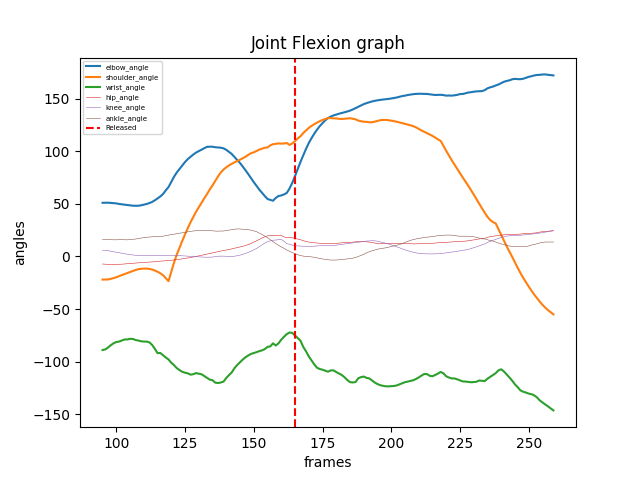 Joint Flexion graph
elbow_angle
shoulder_angle
wrist_angle
hip_angle
knee_angle
ankle_angle
Released
angles
150
100
50
0
−50
−100
−150
100 125 150 175 200 225 250
frames